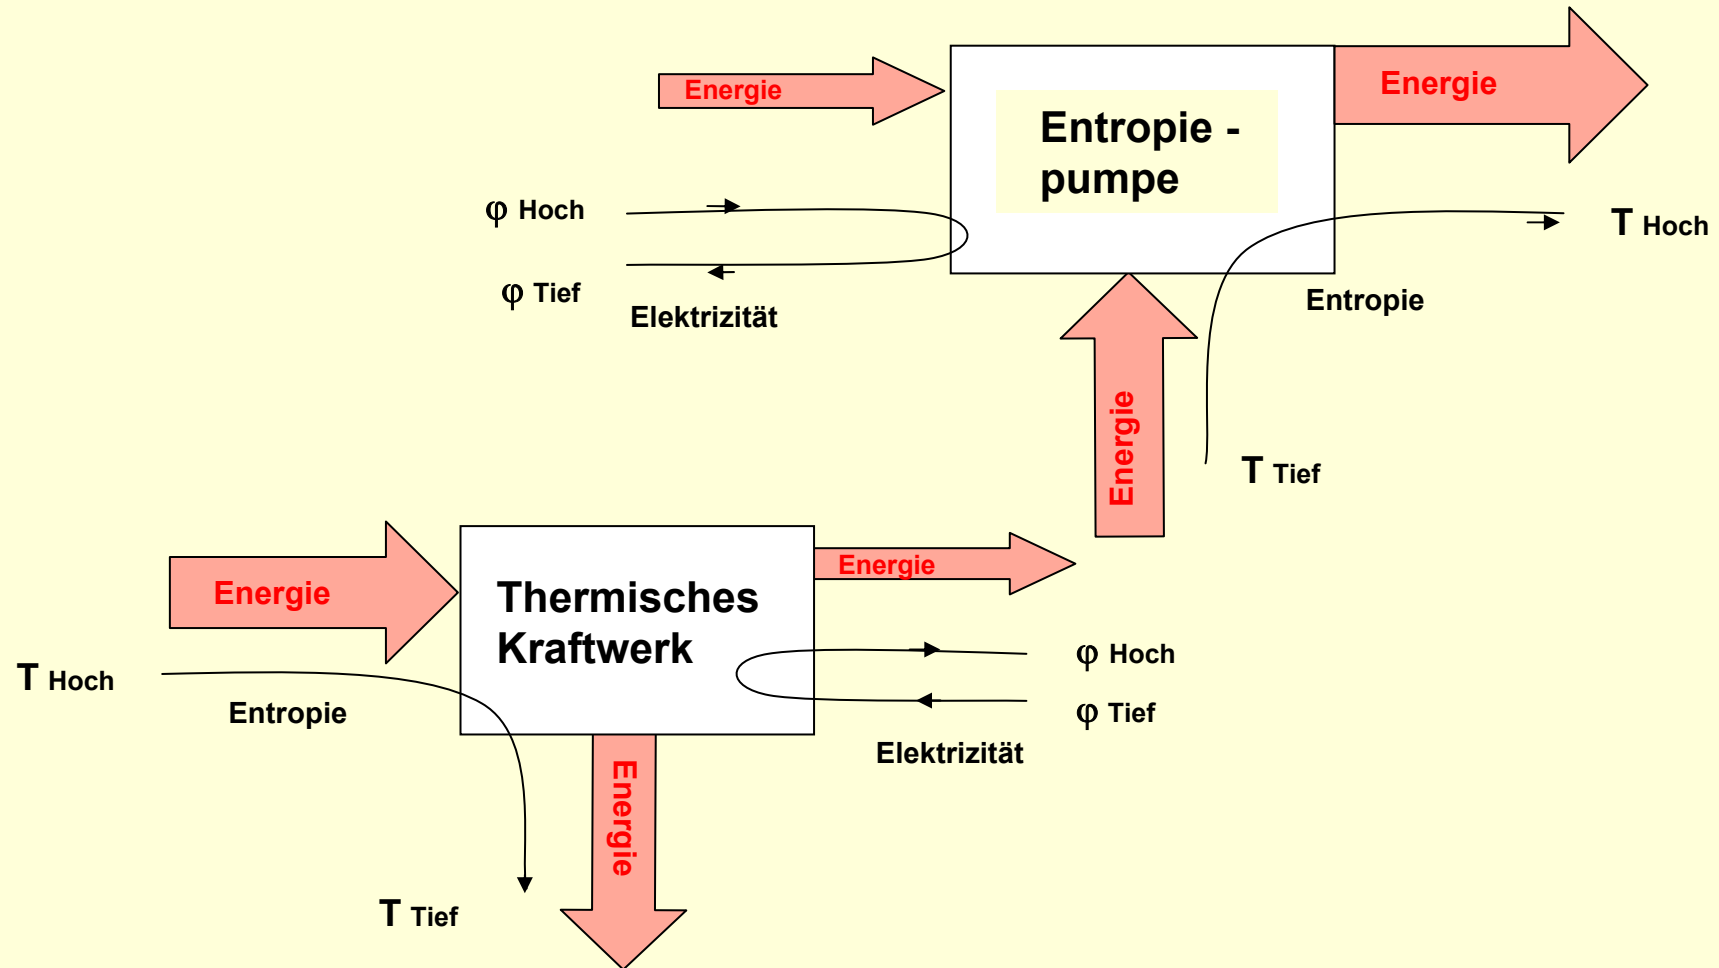 Energie
Energie
Entropie -
pumpe
φ Hoch
T Hoch
φ Tief
Entropie
Elektrizität
Energie
T Tief
Energie
Energie
Thermisches
Kraftwerk
φ Hoch
T Hoch
Entropie
φ Tief
Elektrizität
Energie
T Tief